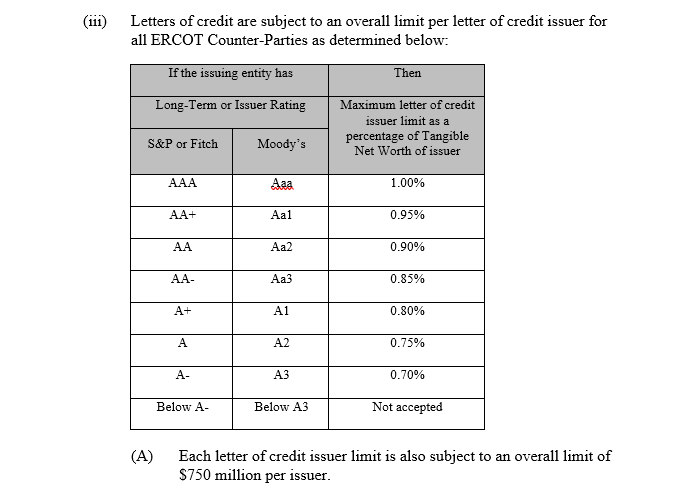 (iii) Letters of credit are subject to an overall limit per letter of credit issuer for
all ERCOT Counter-Parties as determined below:
If the issuing entity has Then
Long-Term or Issuer Rating Maximum letter of credit
issuer limit as a
percentage of Tangible
Net Worth of issuer
S&P or Fitch Moody's
AAA Aaa 1.00%
AA+ Aa1 0.95%
AA Aa2 0.90%
AA- Aa3 0.85%
A+ A1 0.80%
A A2 0.75%
A- A3 0.70%
Below A- Below A3 Not accepted
(A) Each letter of credit issuer limit is also subject to an overall limit of
$750 million per issuer.